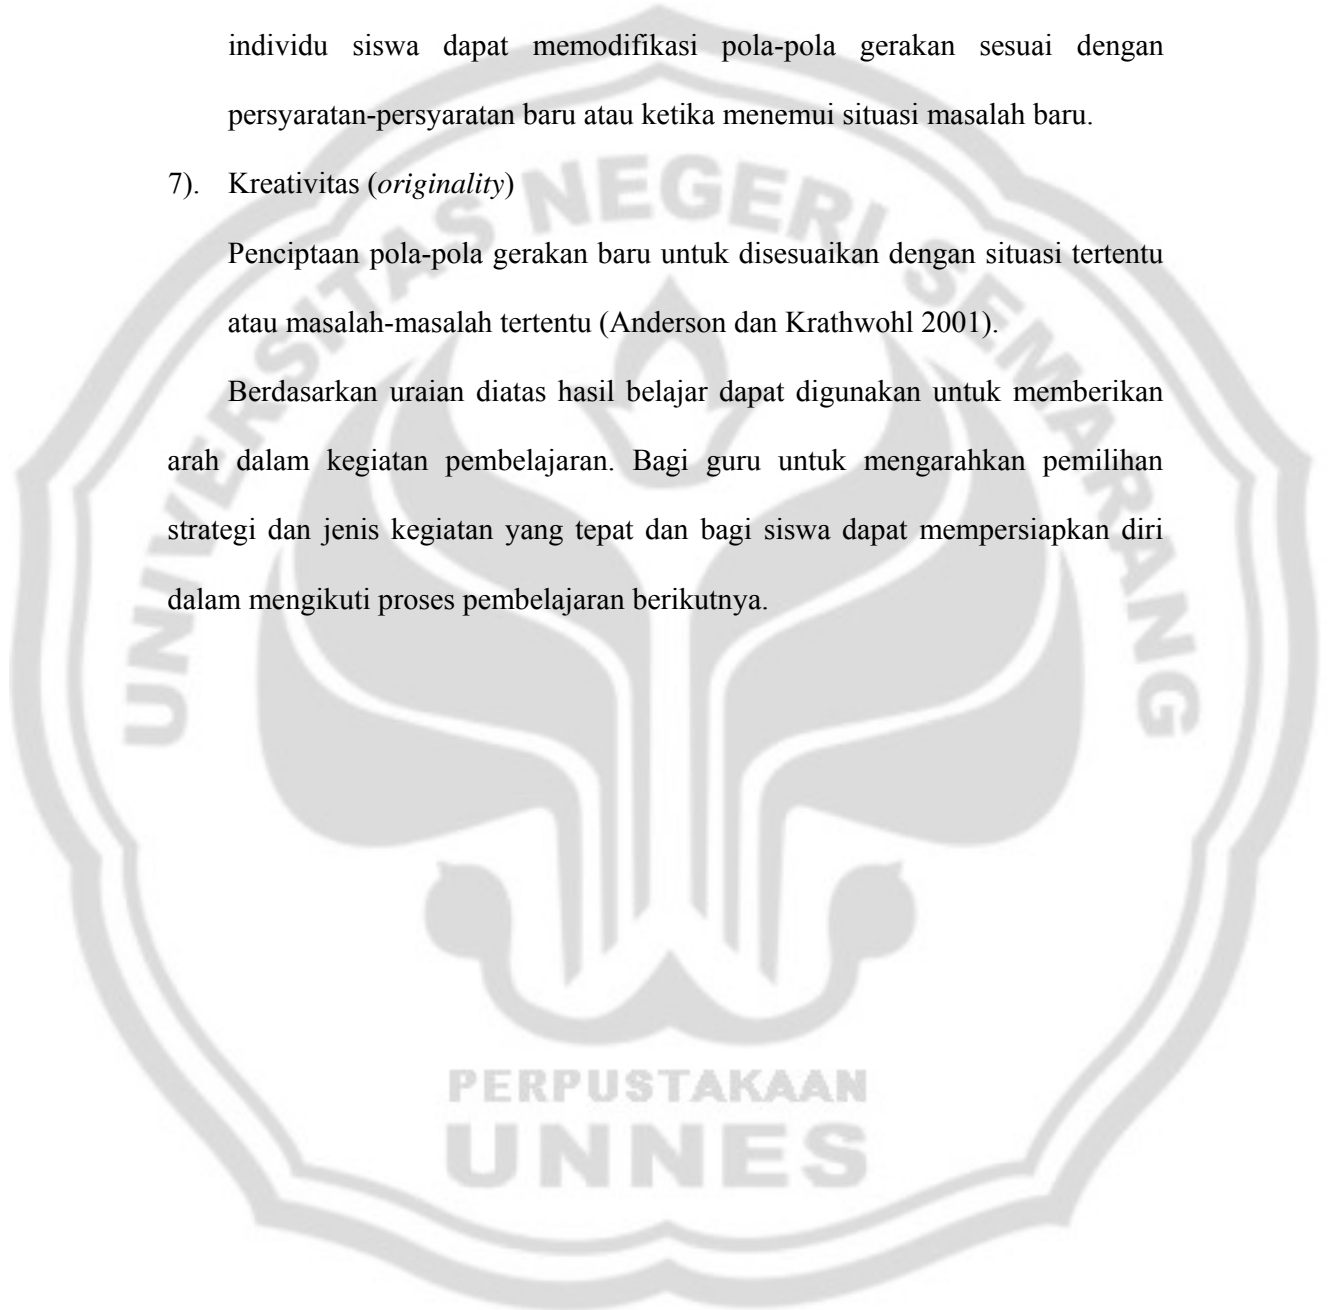 individu siswa dapat memodifikasi pola-pola gerakan sesuai dengan
persyaratan-persyaratan baru atau ketika menemui situasi masalah baru.
7). Kreativitas (originality)
Penciptaan pola-pola gerakan baru untuk disesuaikan dengan situasi tertentu
atau masalah-masalah tertentu (Anderson dan Krathwohl 2001).
Berdasarkan uraian diatas hasil belajar dapat digunakan untuk memberikan
arah dalam kegiatan pembelajaran. Bagi guru untuk mengarahkan pemilihan
strategi dan jenis kegiatan yang tepat dan bagi siswa dapat mempersiapkan diri
dalam mengikuti proses pembelajaran berikutnya.
UNIVERSITAS NEGERI SEMARANG
PERPUSTAKAAN
UNNES